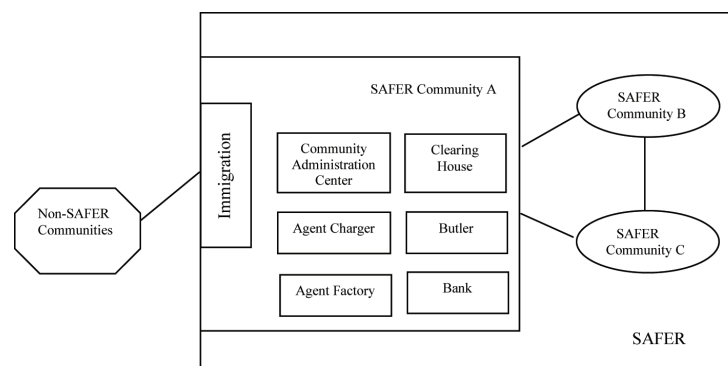 SAFER Community A
SAFER
Community B
Community
Administration
Center
Clearing
House
Immigration
Non-SAFER
Communities
Agent Charger
Butler
SAFER
Community C
Agent Factory
Bank
SAFER